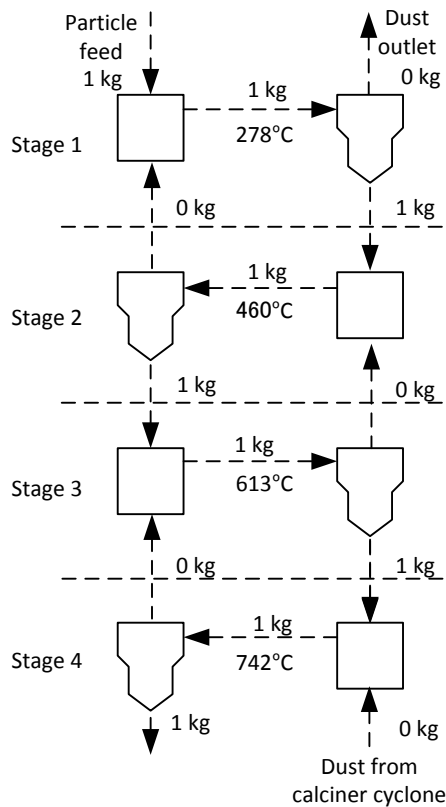 Particle
feed
1 kg
Dust
outlet
0 kg
1 kg
278°C
Stage 1
0 kg
1 kg
1 kg
460°C
Stage 2
1 kg
0 kg
1 kg
613°C
Stage 3
0 kg
1 kg
1 kg
742°C
Stage 4
1 kg
0 kg
Dust from
calciner cyclone